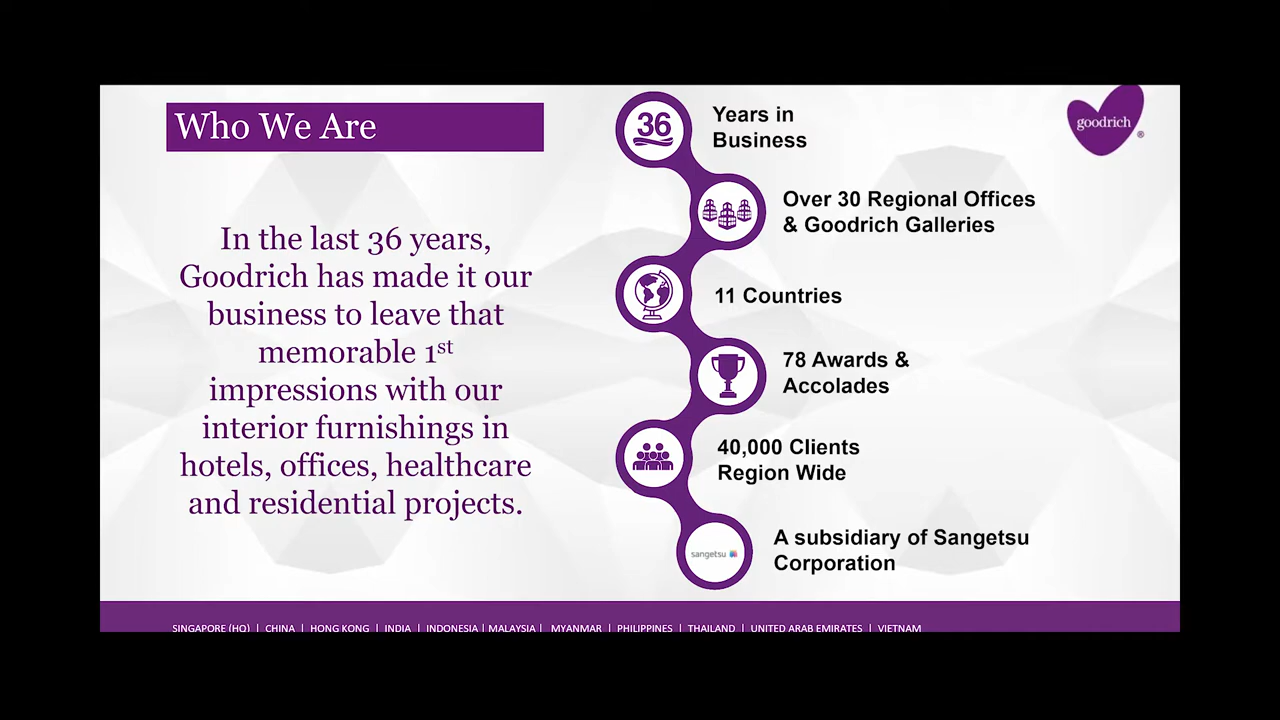 Who We Are
In the last 36 years,
Goodrich has made it our
business to leave that
memorable 1st
impressions with our
interior furnishings in
hotels, offices, healthcare
and residential projects.
36
Years in
Business
Over 30 Regional Offices
& Goodrich Galleries
11 Countries
78 Awards &
Accolades
40,000 Clients
Region Wide
sangetsu
A subsidiary of Sangetsu
Corporation
goodrich ®
SINGAPORE (HQ) | CHINA | HONG KONG | INDIA | INDONESIA | MALAYSIA | MYANMAR | PHILIPPINES | THAILAND | UNITED ARAB EMIRATES | VIETNAM